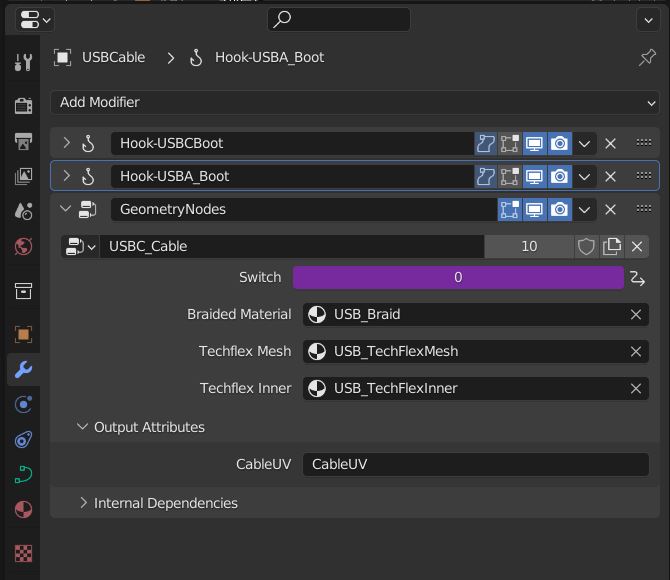 USBCable > Hook-USBA_Boot
Add Modifier
Hook-USBCBoot
Hook-USBA_Boot
GeometryNodes
USBC_Cable 10
Switch 0
Braided Material USB_Braid
Techflex Mesh USB_TechFlexMesh
Techflex Inner USB_TechFlexInner
Output Attributes
CableUV CableUV
Internal Dependencies